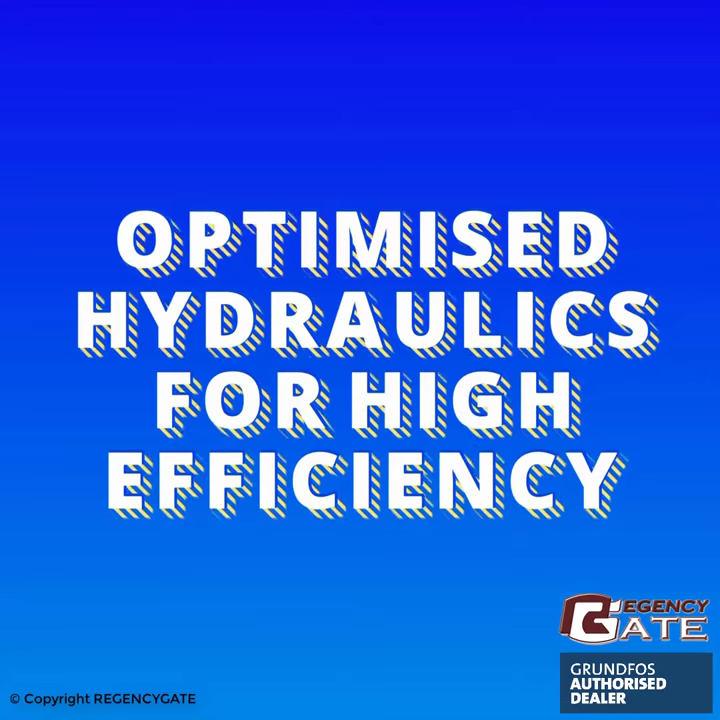 OPTIMISED
HYDRAULICS
FOR HIGH
EFFICIENCY
REGENCY
GATE
GRUNDFOS
AUTHORISED
DEALER
© Copyright REGENCYGATE